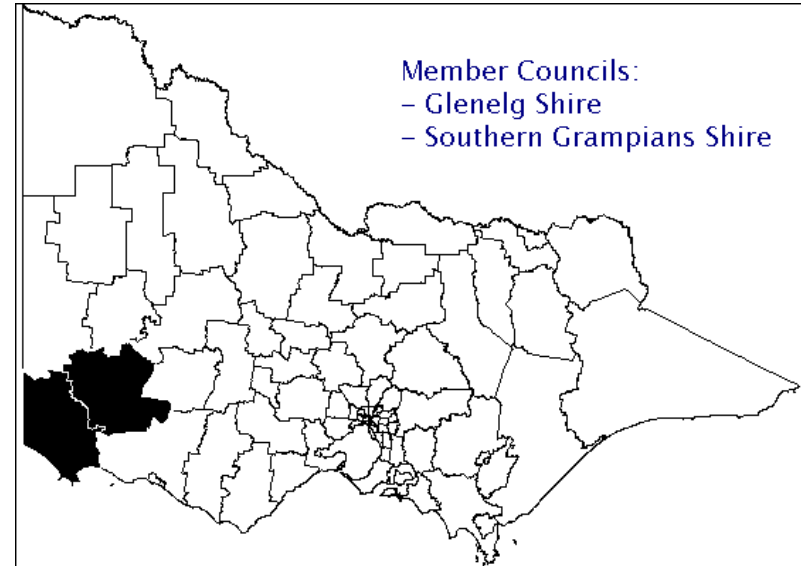 Member Councils:
– Glenelg Shire
– Southern Grampians Shire